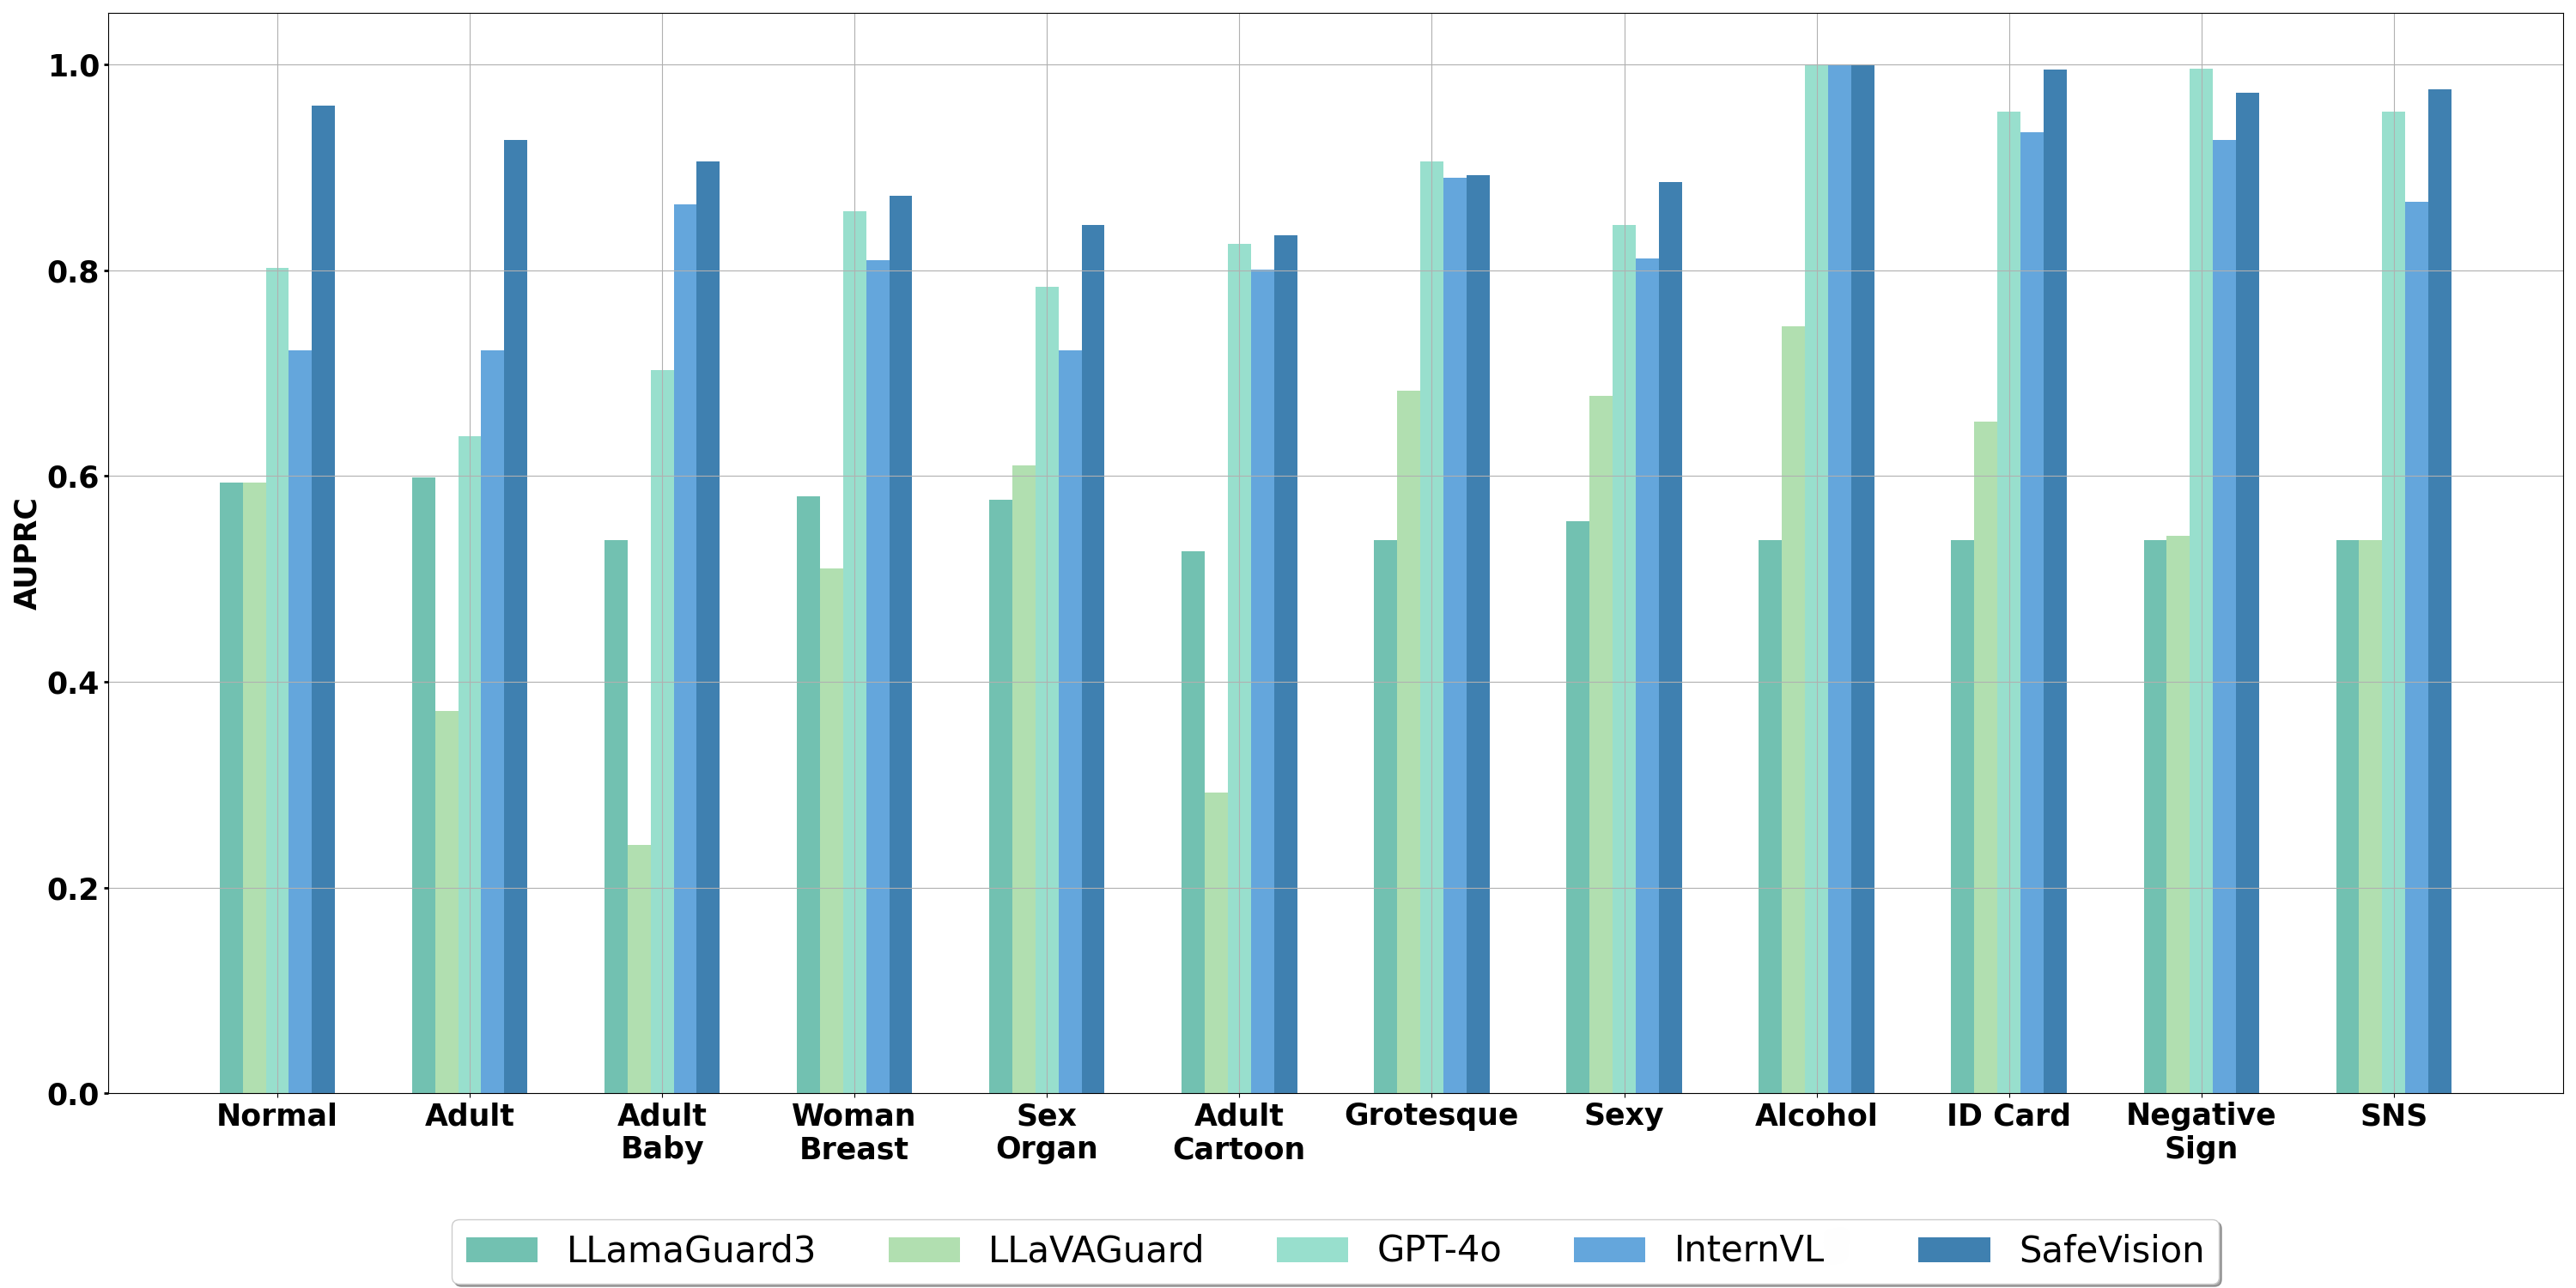 1.0
0.8
0.6
0.4
0.2
0.0
AUPRC
Normal
Adult
Adult
Baby
Woman
Breast
Sex
Organ
Adult
Cartoon
Grotesque
Sexy
Alcohol
ID Card
Negative
Sign
SNS
LLamaGuard3
LLaVAGuard
GPT-4o
InternVL
SafeVision